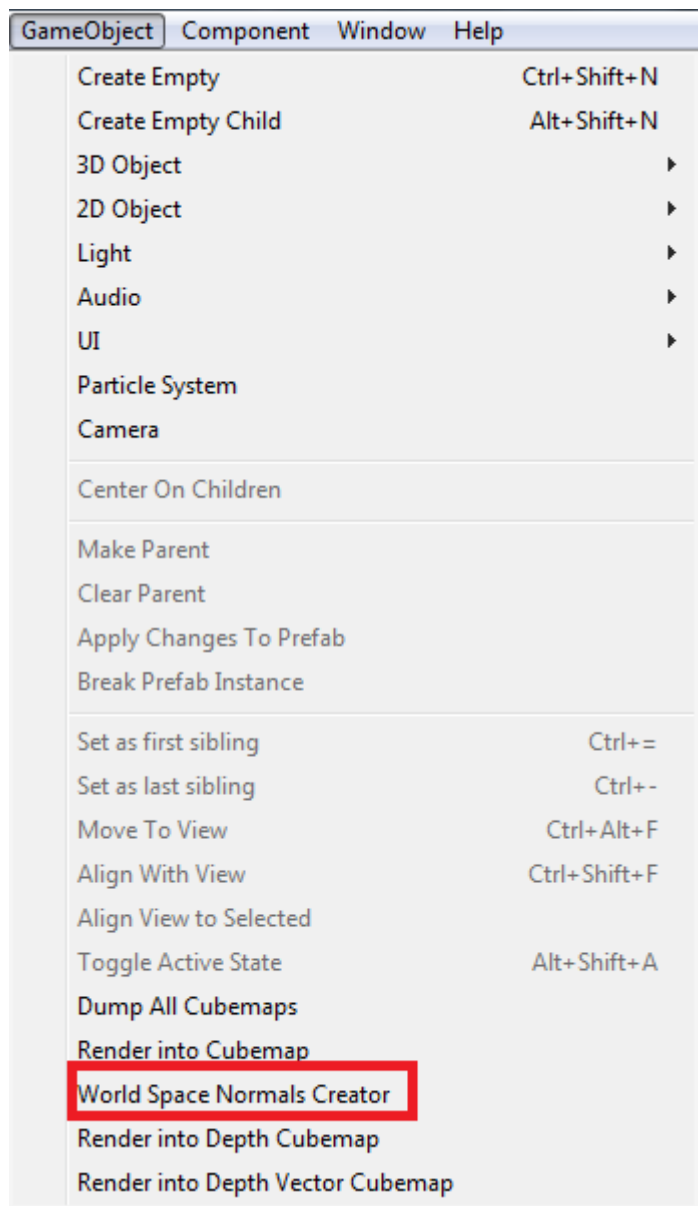 GameObject Component Window Help
Create Empty Ctrl+Shift+N
Create Empty Child Alt+Shift+N
3D Object
2D Object
Light
Audio
UI
Particle System
Camera
Center On Children
Make Parent
Clear Parent
Apply Changes To Prefab
Break Prefab Instance
Set as first sibling Ctrl+=
Set as last sibling Ctrl+-
Move To View Ctrl+Alt+F
Align With View Ctrl+Shift+F
Align View to Selected
Toggle Active State Alt+Shift+A
Dump All Cubemaps
Render into Cubemap
World Space Normals Creator
Render into Depth Cubemap
Render into Depth Vector Cubemap